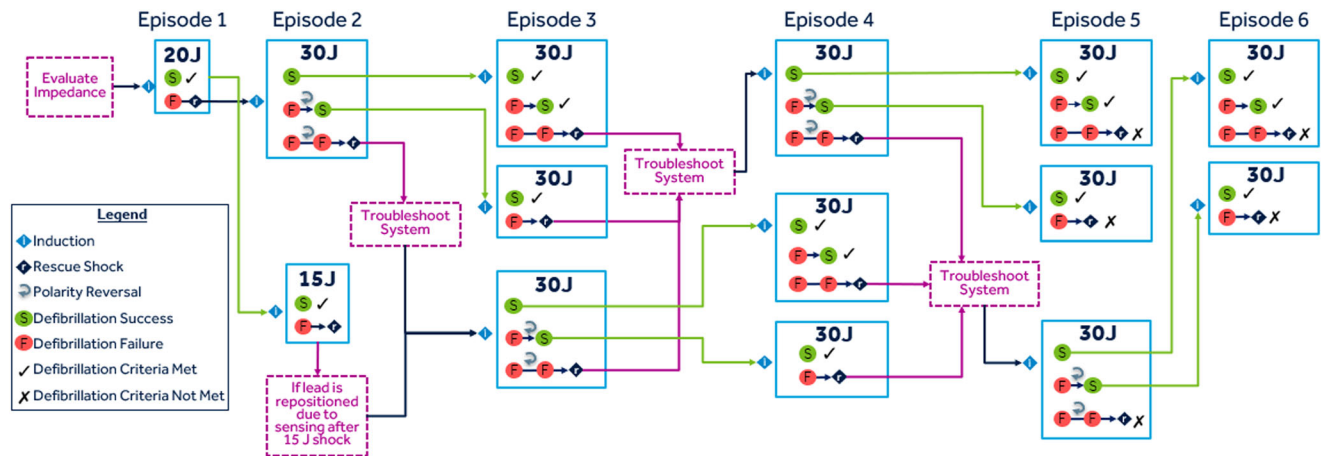 Episode 1 Episode 2 Episode 3 Episode 4 Episode 5 Episode 6
Evaluate
Impedance
I
20J
S ✓
F r
I
30J
S
F S
F F r
I
30J
S ✓
F S ✓
F F r
I
30J
S ✓
F r
Troubleshoot
System
I
15J
S ✓
F r
If lead is
repositioned
due to
sensing after
15 J shock
I
30J
S
F S
F F r
Troubleshoot
System
I
30J
S
F S
F F r
I
30J
S ✓
F S ✓
F F r
I
30J
S ✓
F r
Troubleshoot
System
I
30J
S ✓
F S ✓
F F r ✗
I
30J
S ✓
F r ✗
I
30J
S
F S
F F r ✗
I
30J
S ✓
F S ✓
F F r ✗
I
30J
S ✓
F r ✗
Legend
I Induction
r Rescue Shock
Polarity Reversal
S Defibrillation Success
F Defibrillation Failure
✓ Defibrillation Criteria Met
✗ Defibrillation Criteria Not Met